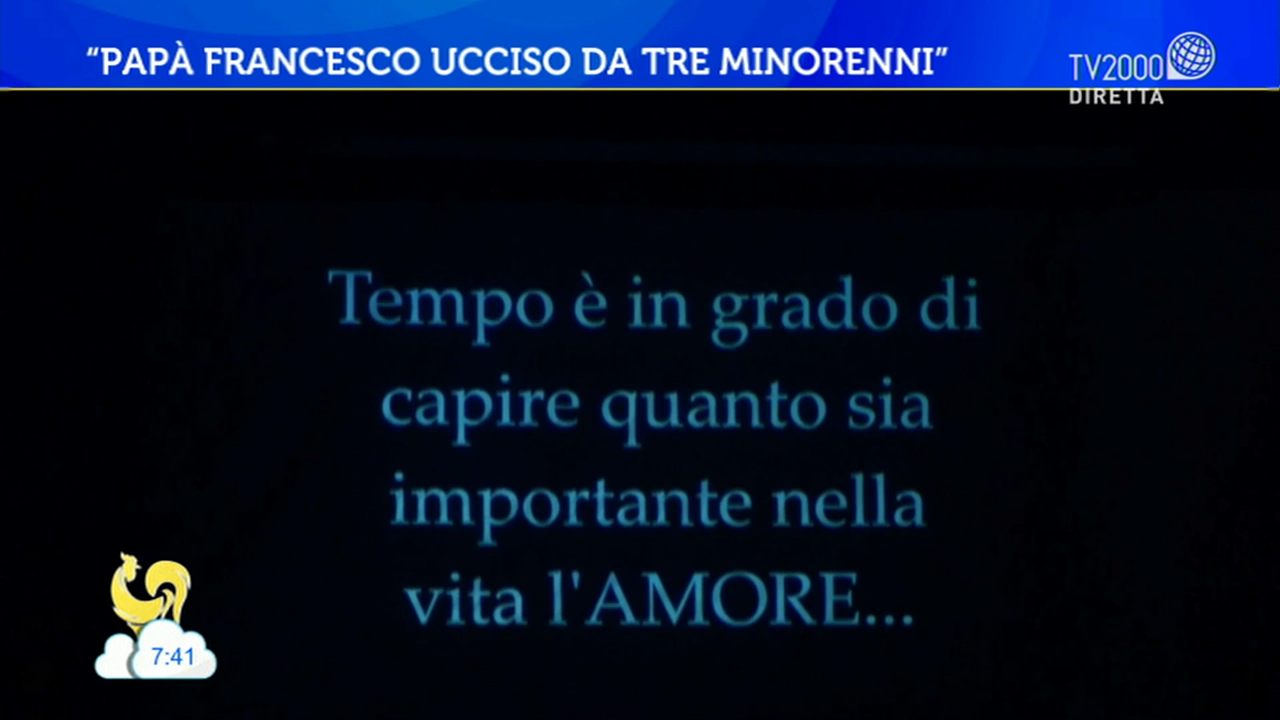 “PAPÀ FRANCESCO UCCISO DA TRE MINORENNI”
TV2000
DIRETTA
Tempo è in grado di
capire quanto sia
importante nella
vita l'AMORE...
7:41